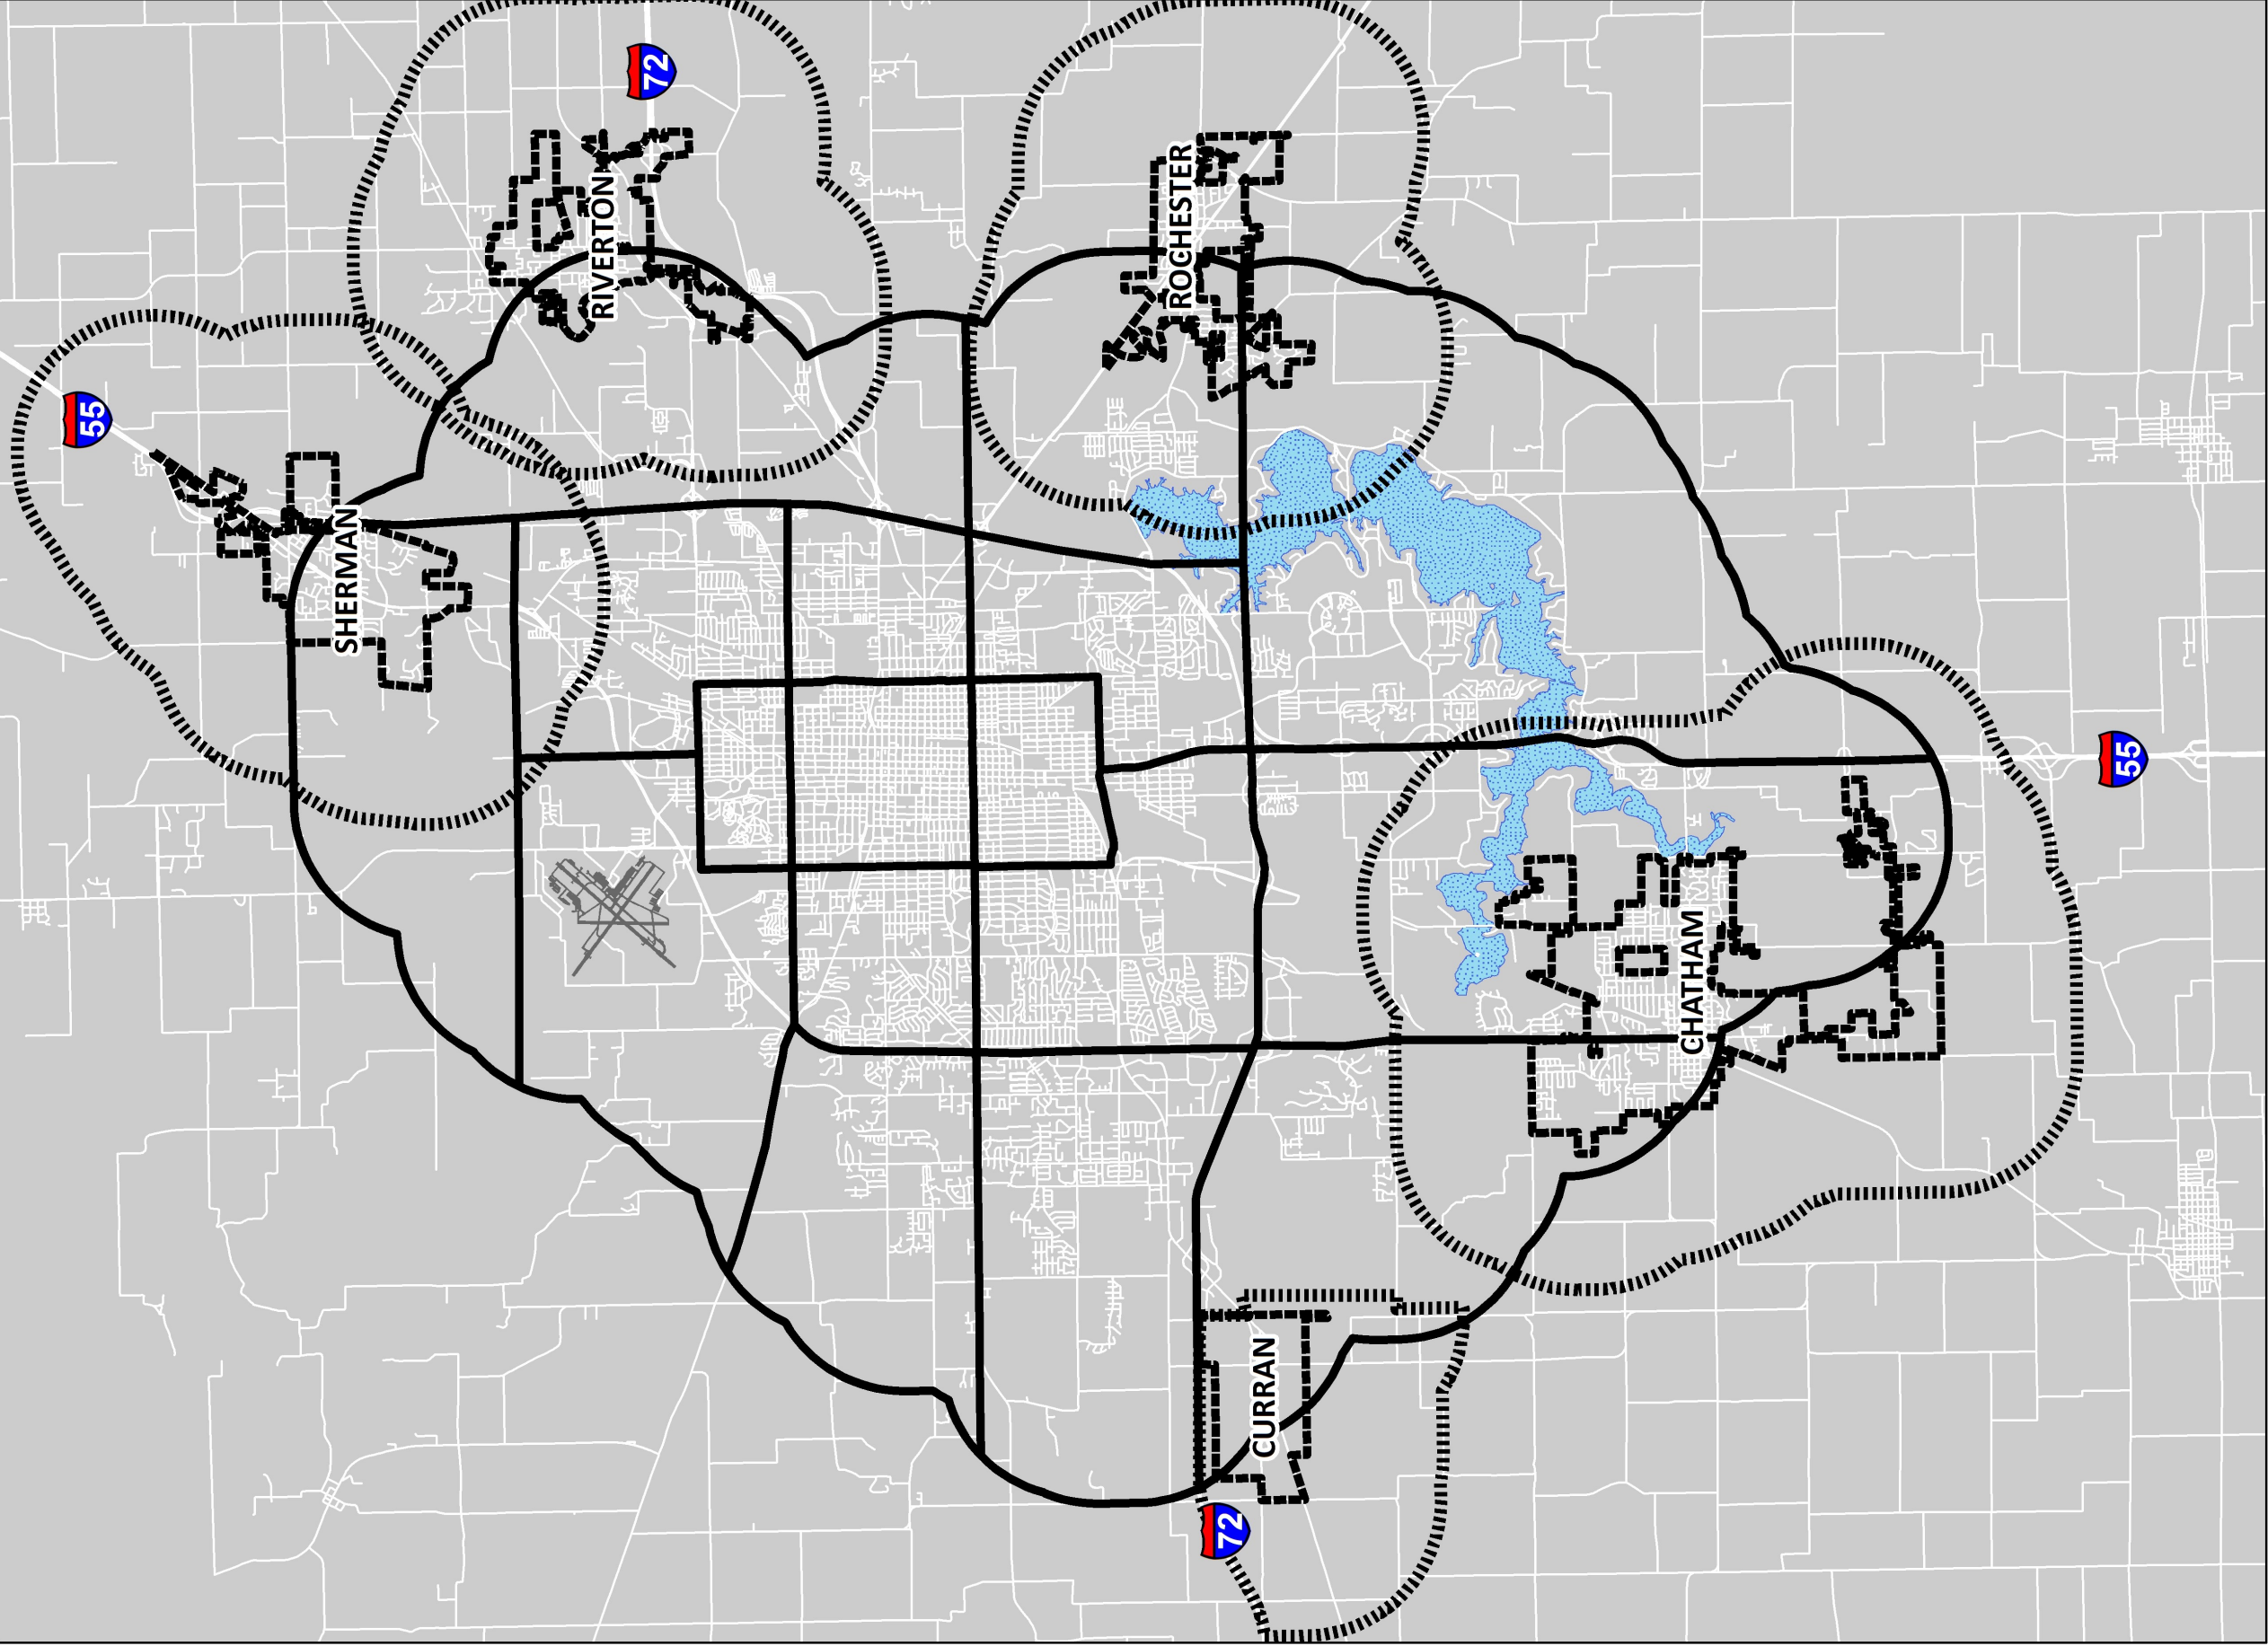 72
55
RIVERTON
ROCHESTER
SHERMAN
55
CHATHAM
CURRAN
72